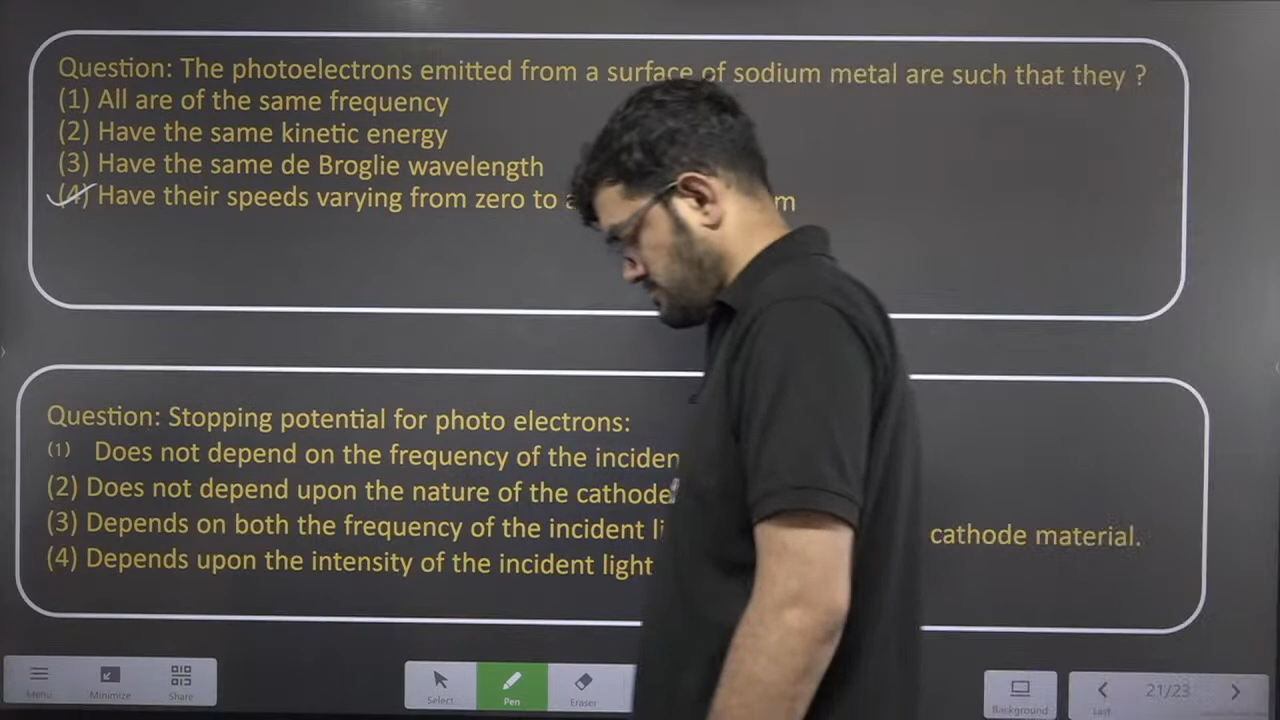 Question: The photoelectrons emitted from a surface of sodium metal are such that they ?
(1) All are of the same frequency
(2) Have the same kinetic energy
(3) Have the same de Broglie wavelength
(4) Have their speeds varying from zero to
Question: Stopping potential for photo electrons:
(1) Does not depend on the frequency of the
(2) Does not depend upon the nature of the cathode
(3) Depends on both the frequency of the incident cathode material.
(4) Depends upon the intensity of the incident light
Menu
Minimize
Share
Select
Pen
Eraser
Background
Last
21/23